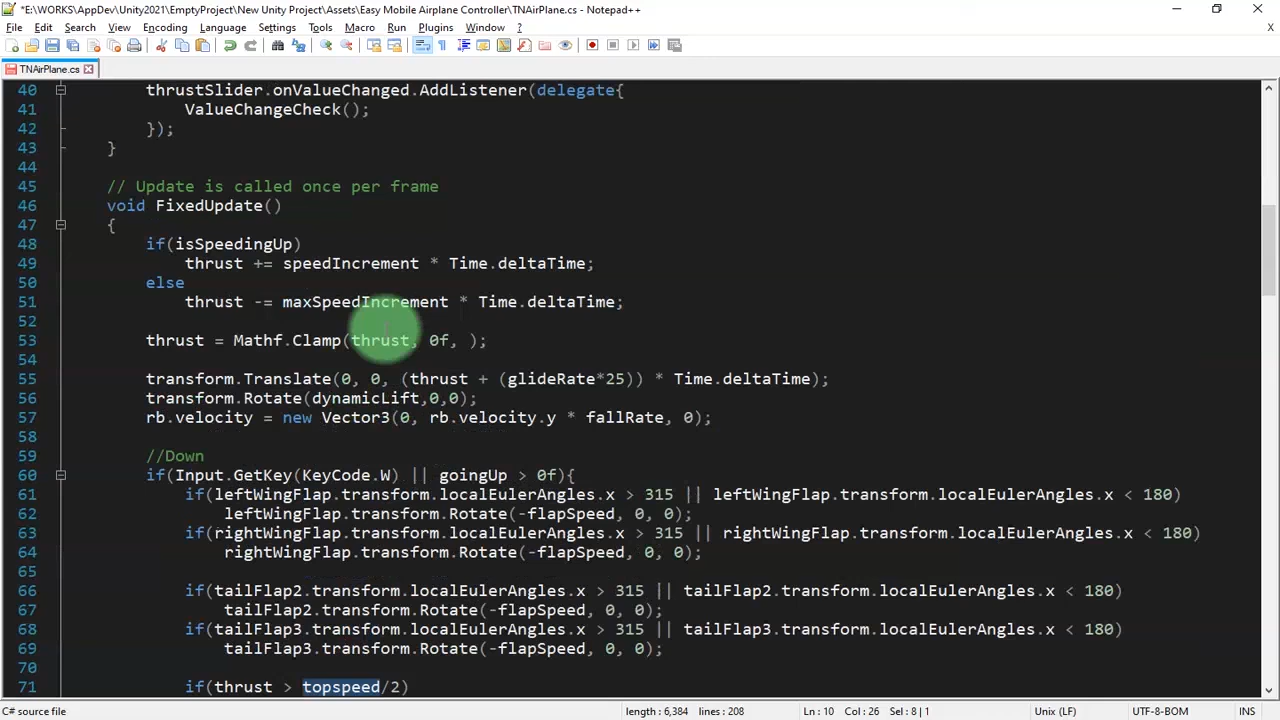 *E:\WORKS\AppDev\Unity2021\EmptyProject\New Unity Project\Assets\Easy Mobile Airplane Controller\TNAirPlane.cs - Notepad++
File Edit Search View Encoding Language Settings Tools Macro Run Plugins Window ? X
TNAirPlane.cs
40 thrustSlider.onValueChanged.AddListener(delegate{
41 ValueChangeCheck();
42 });
43 }
44
45 // Update is called once per frame
46 void FixedUpdate()
47 {
48 if(isSpeedingUp)
49 thrust += speedIncrement * Time.deltaTime;
50 else
51 thrust -= maxSpeedIncrement * Time.deltaTime;
52
53 thrust = Mathf.Clamp(thrust, 0f, );
54
55 transform.Translate(0, 0, (thrust + (glideRate*25)) * Time.deltaTime);
56 transform.Rotate(dynamicLift,0,0);
57 rb.velocity = new Vector3(0, rb.velocity.y * fallRate, 0);
58
59 //Down
60 if(Input.GetKey(KeyCode.W) || goingUp > 0f){
61 if(leftWingFlap.transform.localEulerAngles.x > 315 || leftWingFlap.transform.localEulerAngles.x < 180)
62 leftWingFlap.transform.Rotate(-flapSpeed, 0, 0);
63 if(rightWingFlap.transform.localEulerAngles.x > 315 || rightWingFlap.transform.localEulerAngles.x < 180)
64 rightWingFlap.transform.Rotate(-flapSpeed, 0, 0);
65
66 if(tailFlap2.transform.localEulerAngles.x > 315 || tailFlap2.transform.localEulerAngles.x < 180)
67 tailFlap2.transform.Rotate(-flapSpeed, 0, 0);
68 if(tailFlap3.transform.localEulerAngles.x > 315 || tailFlap3.transform.localEulerAngles.x < 180)
69 tailFlap3.transform.Rotate(-flapSpeed, 0, 0);
70
71 if(thrust > topspeed/2)
C# source file length : 6,384 lines : 208 Ln : 10 Col : 26 Sel : 8 | 1 Unix (LF) UTF-8-BOM INS